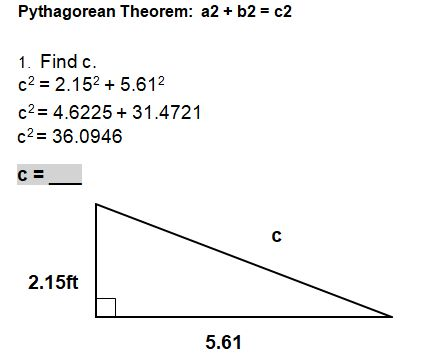 Pythagorean Theorem:  a2 + b2 = c2
1.  Find c.
c² = 2.15² + 5.61²
c² = 4.6225 + 31.4721
c² = 36.0946
c = ___
c
2.15ft
5.61